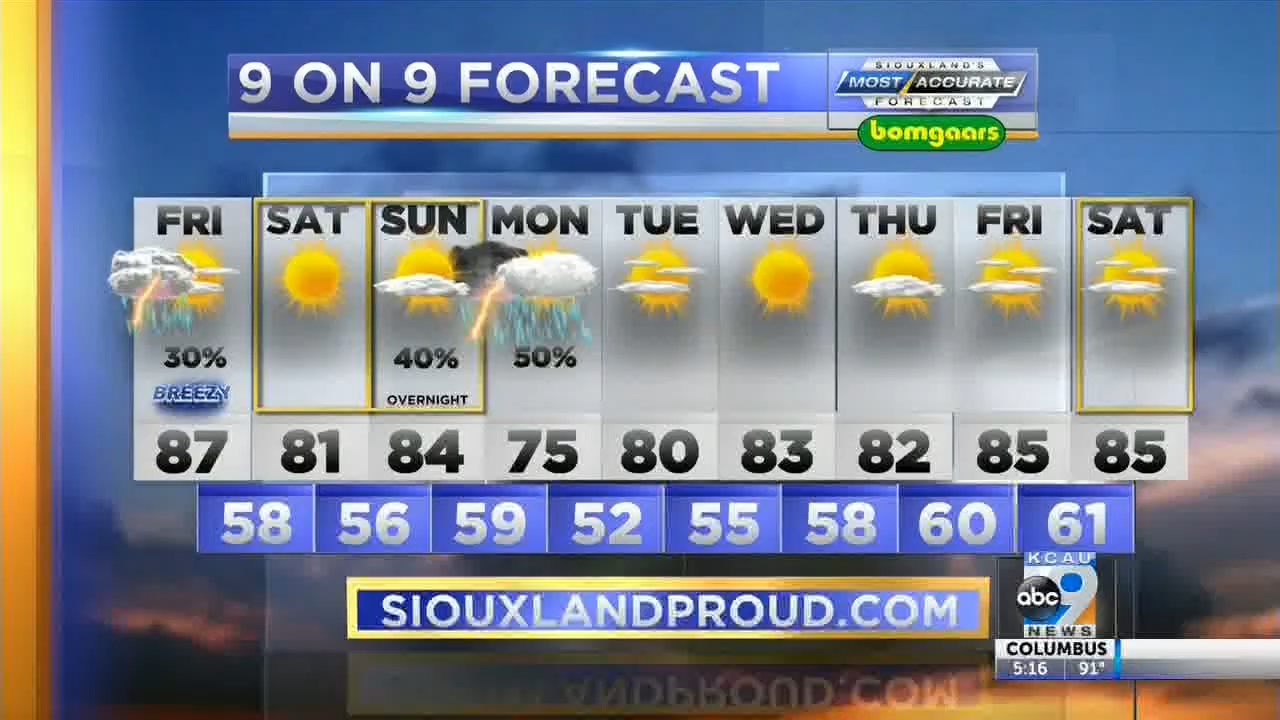 9 ON 9 FORECAST
SIOUXLAND'S
MOST ACCURATE
FORECAST
bomgaars
FRI SAT SUN MON TUE WED THU FRI SAT
30% 40% 50%
BREEZY OVERNIGHT
87 81 84 75 80 83 82 85 85
58 56 59 52 55 58 60 61
SIOUXLANDPROUD.COM
KCAU
abc 9
NEWS
COLUMBUS
5:16 91°
SIOUXLANDPROUD.COM